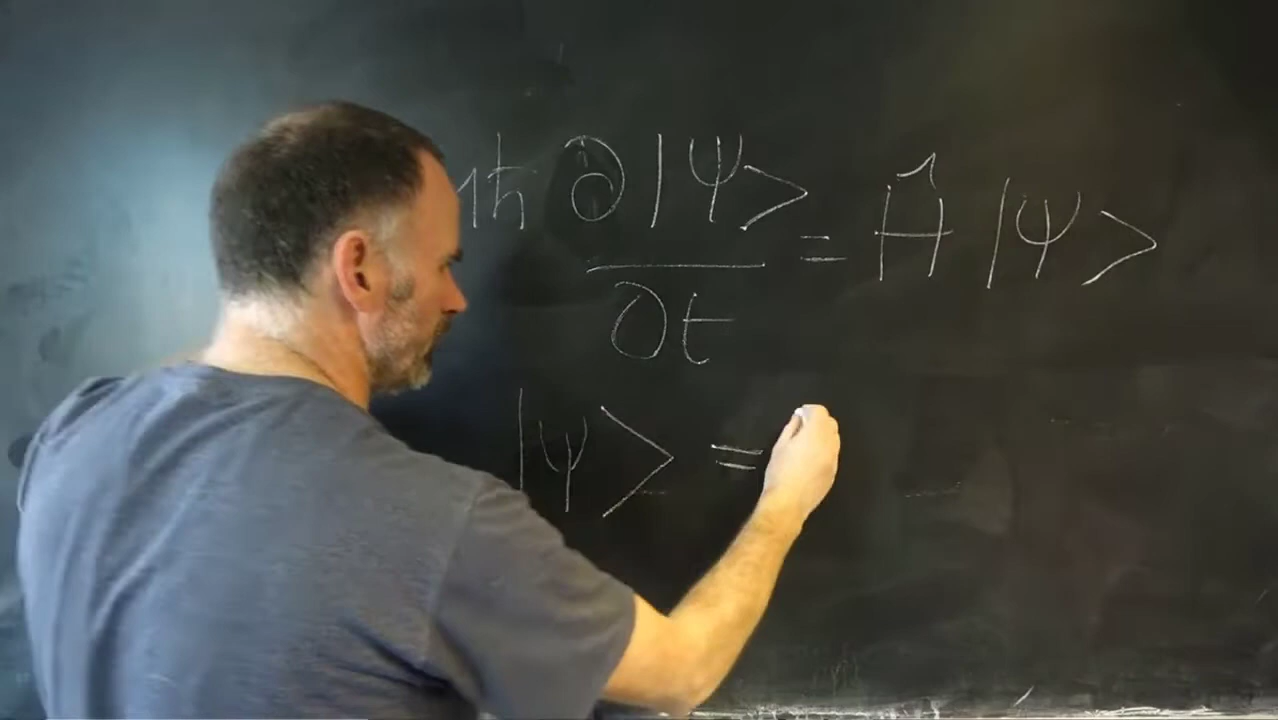 iℏ ∂|Ψ> = Ĥ |Ψ>
∂t
|Ψ> =